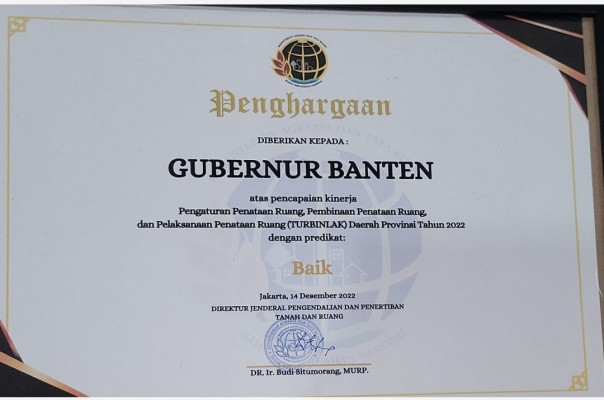 Penghargaan
DIBERIKAN KEPADA :
GUBERNUR BANTEN
atas pencapaian kinerja
Pengaturan Penataan Ruang, Pembinaan Penataan Ruang,
dan Pelaksanaan Penataan Ruang (TURBINLAK) Daerah Provinsi Tahun 2022
dengan predikat:
Baik
Jakarta, 14 Desember 2022
DIREKTUR JENDERAL PENGENDALIAN DAN PENERTIBAN
TANAH DAN RUANG
DR. Ir. Budi Situmorang, MURP.